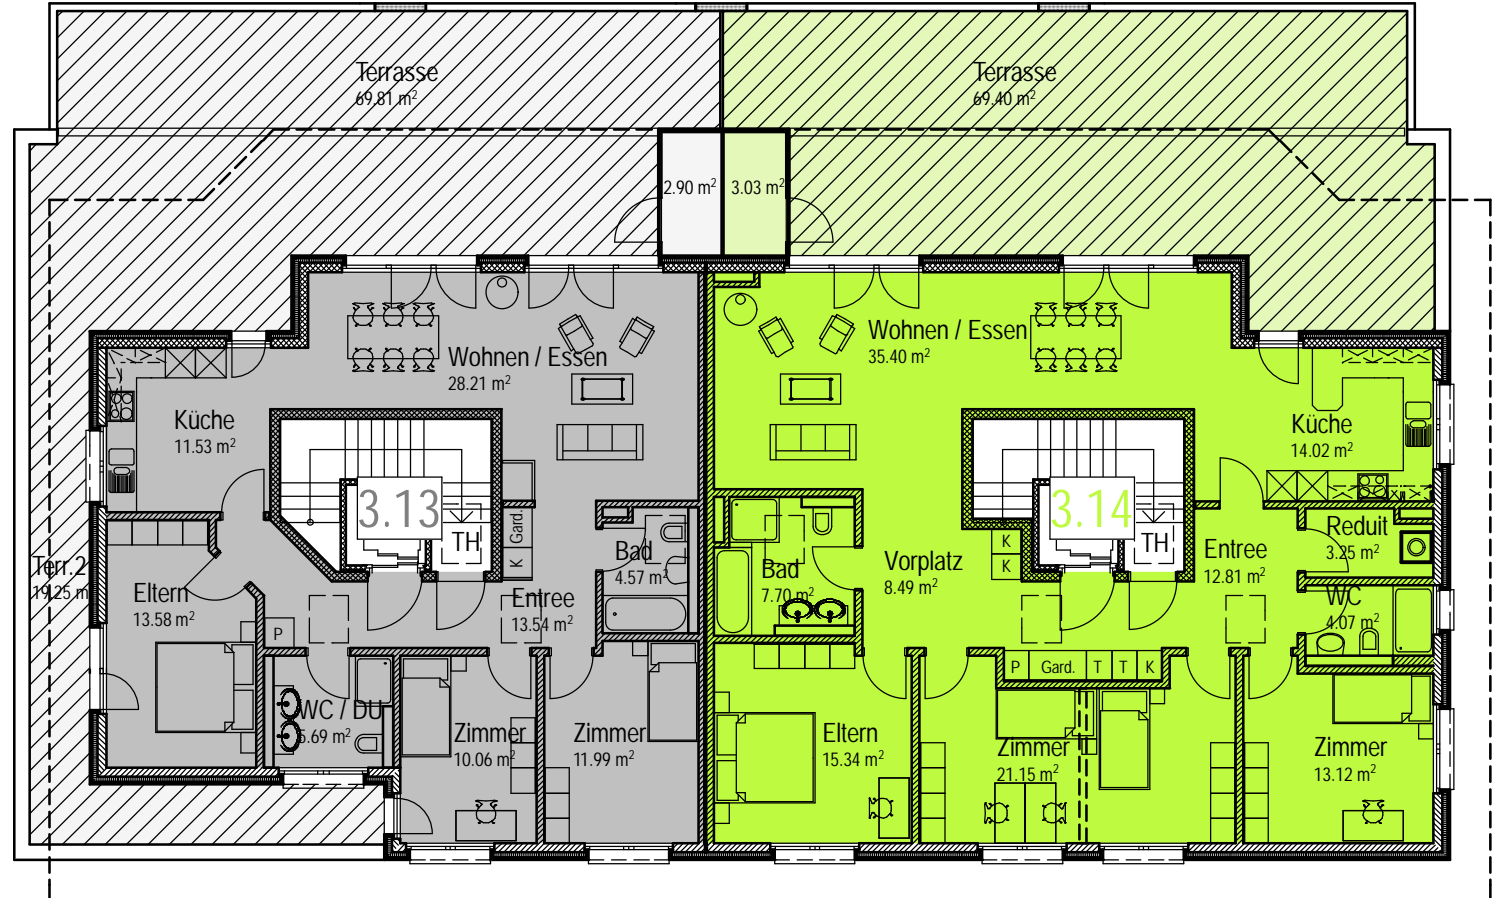 Terrasse
69.81 m²
Terrasse
69.40 m²
2.90 m²
3.03 m²
Wohnen / Essen
28.21 m²
Wohnen / Essen
35.40 m²
Küche
11.53 m²
Küche
14.02 m²
3.13
TH
Gard.
K
3.14
TH
K
K
Bad
4.57 m²
Bad
7.70 m²
Vorplatz
8.49 m²
Entree
12.81 m²
Reduit
3.25 m²
WC
4.07 m²
Terr.2
19.25 m
Eltern
13.58 m²
Entree
13.54 m²
P
P
Gard.
T
T
K
WC / DU
5.69 m²
Zimmer
10.06 m²
Zimmer
11.99 m²
Eltern
15.34 m²
Zimmer
21.15 m²
Zimmer
13.12 m²